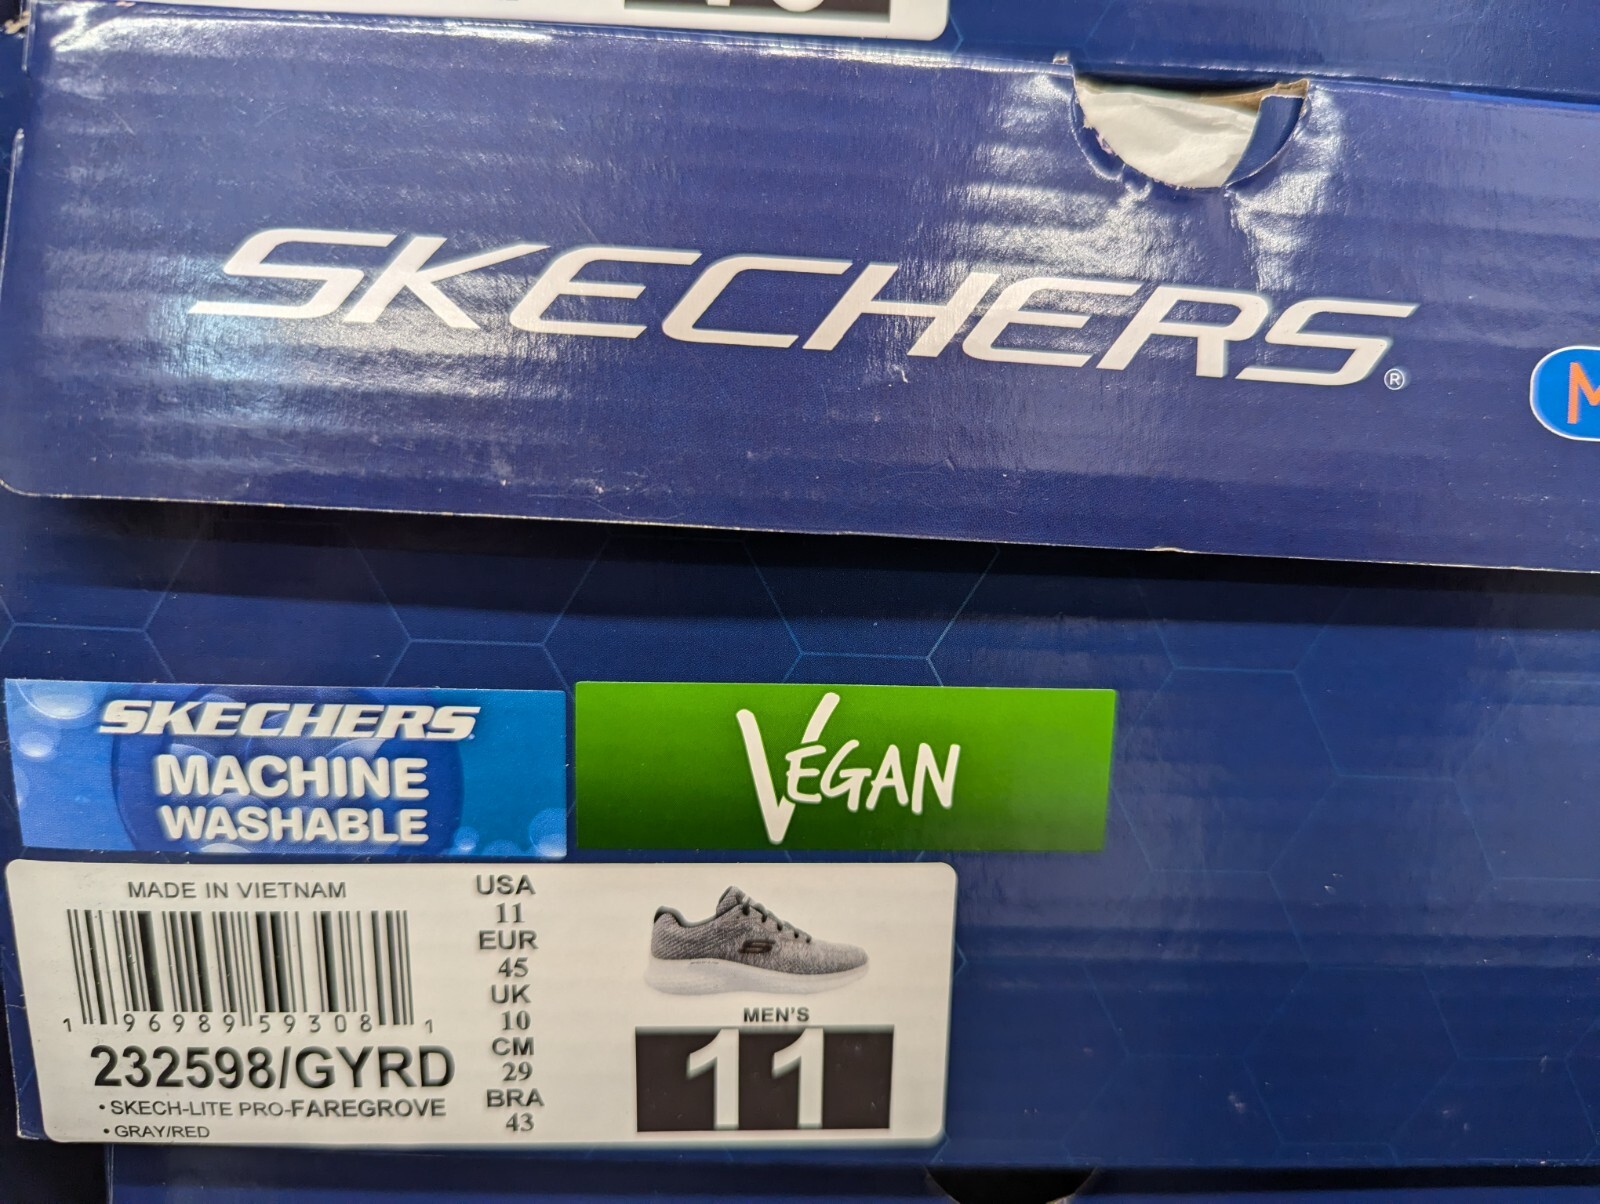 SKECHERS®
SKECHERS
MACHINE
WASHABLE
VEGAN
MADE IN VIETNAM
1 96989 59308 1
232598/GYRD
• SKECH-LITE PRO-FAREGROVE
• GRAY/RED
USA
11
EUR
45
UK
10
CM
29
BRA
43
MEN'S
11